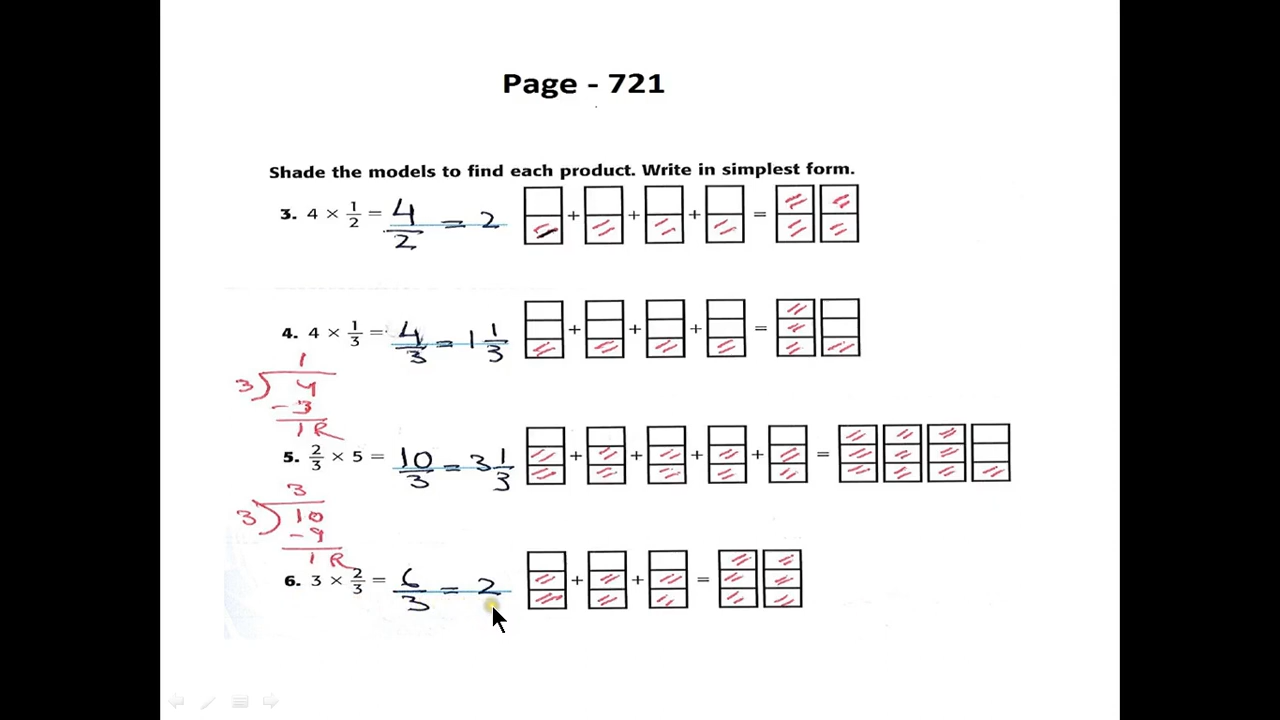 Page - 721
Shade the models to find each product. Write in simplest form.
3. 4 × 1/2 = 4/2 = 2 + + + =
4. 4 × 1/3 = 4/3 = 1 1/3 + + + =
1
3) 4
- 3
1R
5. 2/3 × 5 = 10/3 = 3 1/3 + + + + =
3
3) 10
- 9
1R
6. 3 × 2/3 = 6/3 = 2 + + =